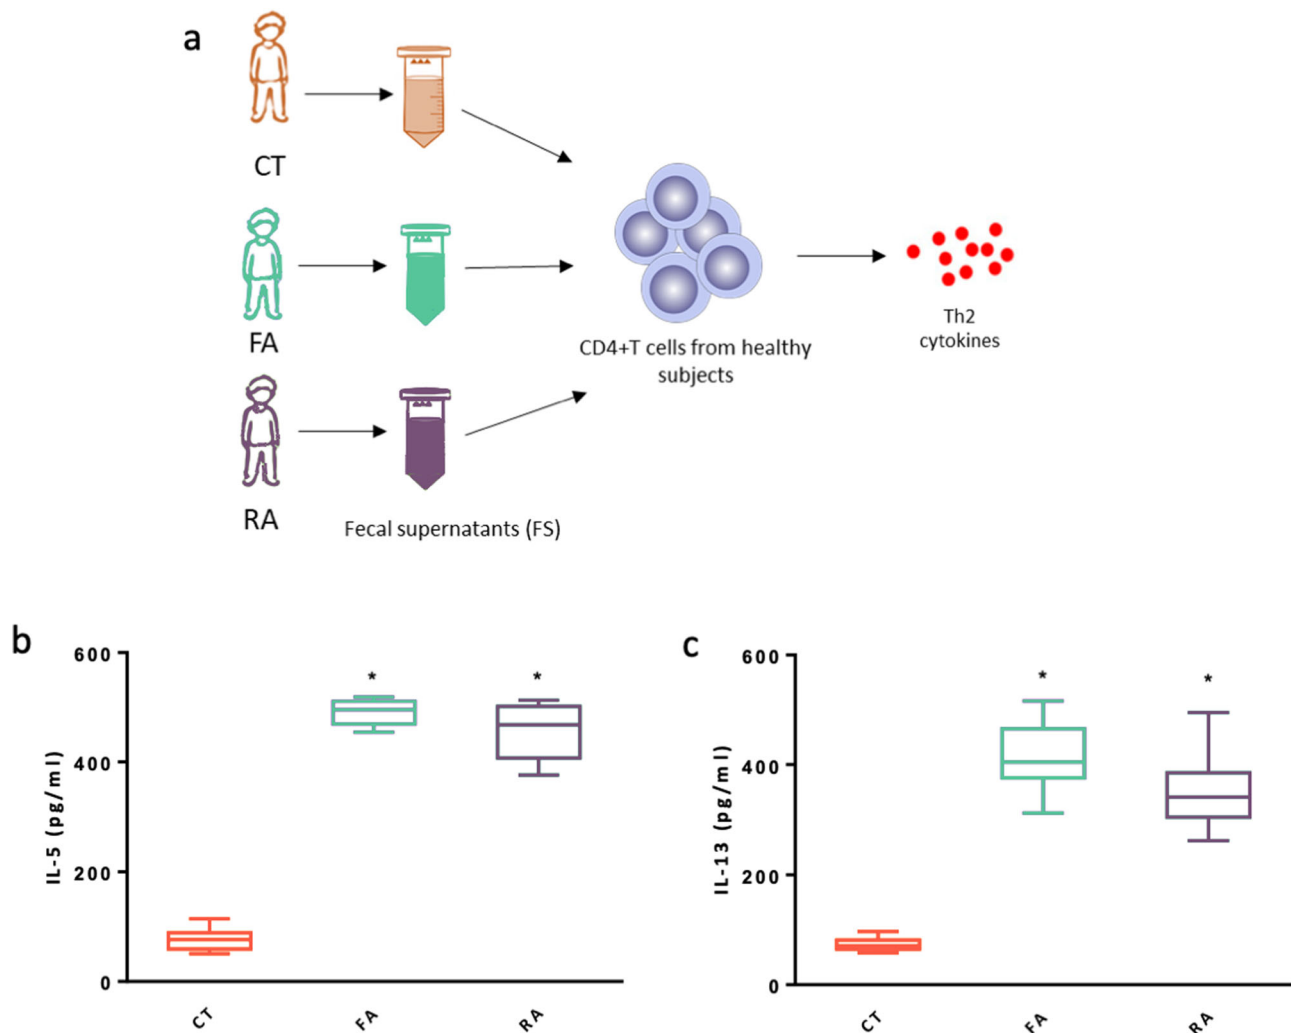 a
CT
FA
RA
Fecal supernatants (FS)
CD4+T cells from healthy
subjects
Th2
cytokines
b
IL-5 (pg/ml)
600
400
200
0
*
*
CT
FA
RA
c
IL-13 (pg/ml)
600
400
200
0
*
*
CT
FA
RA